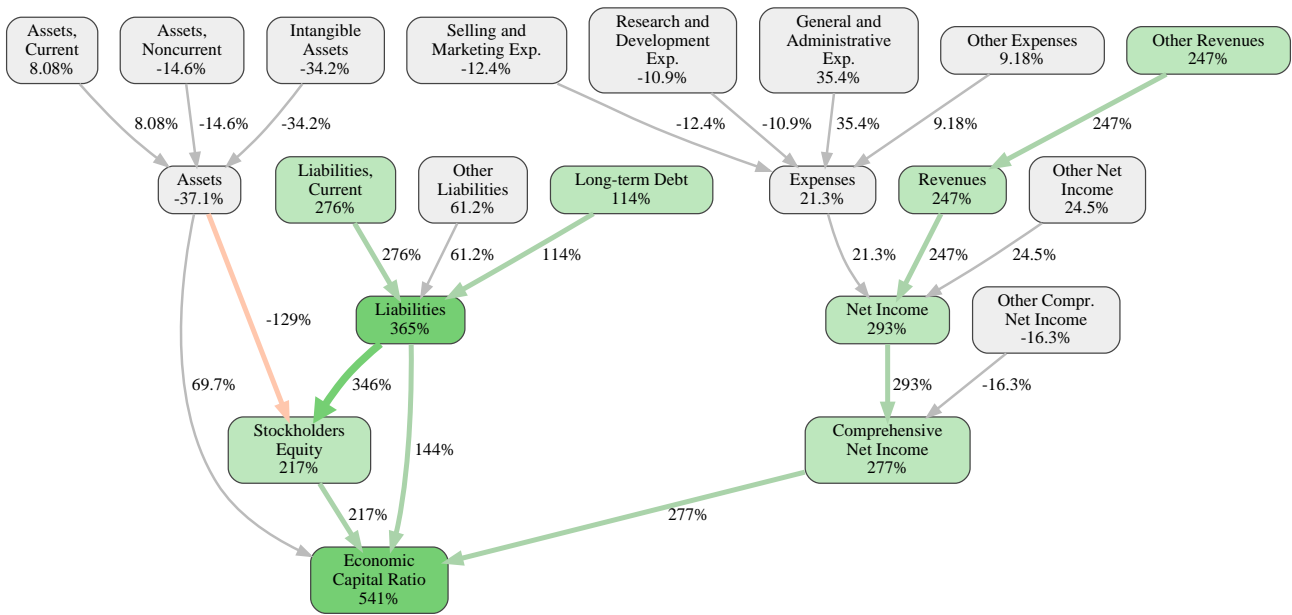 Assets,
Current
8.08%
Assets,
Noncurrent
-14.6%
Intangible
Assets
-34.2%
Selling and
Marketing Exp.
-12.4%
Research and
Development
Exp.
-10.9%
General and
Administrative
Exp.
35.4%
Other Expenses
9.18%
Other Revenues
247%
8.08%
-14.6%
-34.2%
-12.4%
-10.9%
35.4%
9.18%
247%
Assets
-37.1%
Liabilities,
Current
276%
Other
Liabilities
61.2%
Long-term Debt
114%
Expenses
21.3%
Revenues
247%
Other Net
Income
24.5%
276%
61.2%
114%
21.3%
247%
24.5%
-129%
Liabilities
365%
Net Income
293%
Other Compr.
Net Income
-16.3%
69.7%
346%
144%
293%
-16.3%
Stockholders
Equity
217%
Comprehensive
Net Income
277%
217%
277%
Economic
Capital Ratio
541%